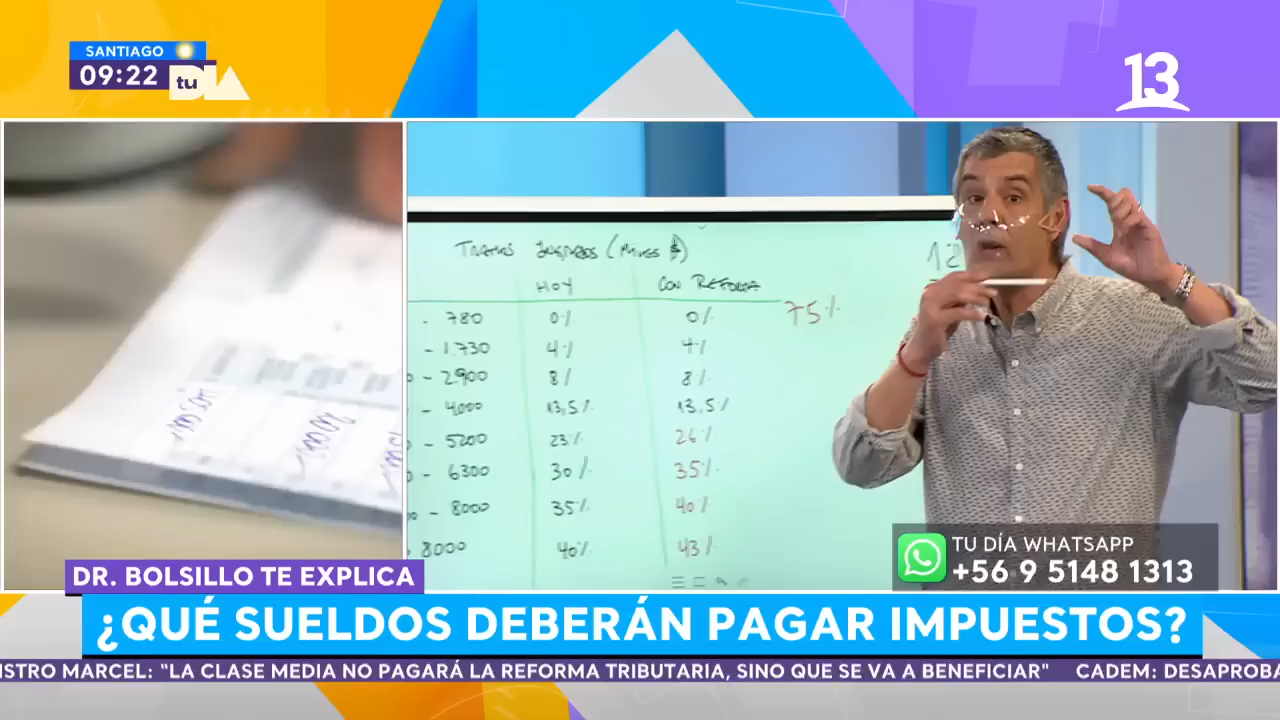 SANTIAGO
09:22
tu DÍA
13
TRAMOS INGRESOS (MILES $)
HOY
CON REFORMA
- 780 0% 0%
75%
- 1.730 4% 4%
- 2.900 8% 8%
- 4000 13,5% 13,5%
- 5200 23% 26%
- 6300 30% 35%
- 8000 35% 40%
8000 40% 43%
TU DÍA WHATSAPP
+56 9 5148 1313
DR. BOLSILLO TE EXPLICA
¿QUÉ SUELDOS DEBERÁN PAGAR IMPUESTOS?
ISTRO MARCEL: "LA CLASE MEDIA NO PAGARÁ LA REFORMA TRIBUTARIA, SINO QUE SE VA A BENEFICIAR" CADEM: DESAPROBA